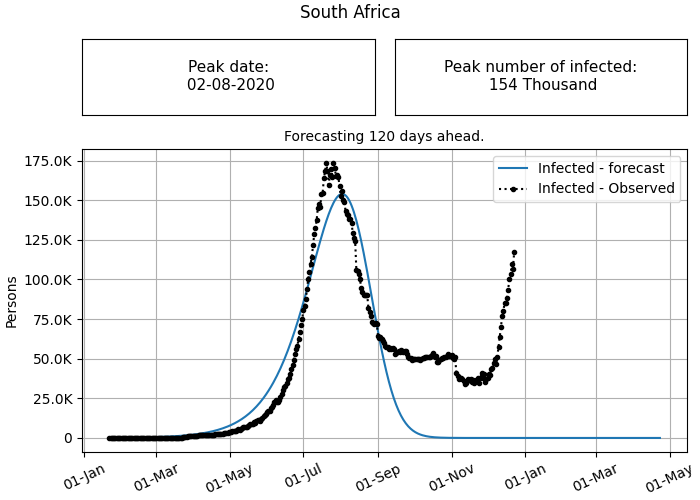 South Africa
Peak date:
02-08-2020
Peak number of infected:
154 Thousand
Forecasting 120 days ahead.
Infected - forecast
Infected - Observed
175.0K
150.0K
125.0K
100.0K
75.0K
50.0K
25.0K
0
Persons
01-Jan
01-Mar
01-May
01-Jul
01-Sep
01-Nov
01-Jan
01-Mar
01-May